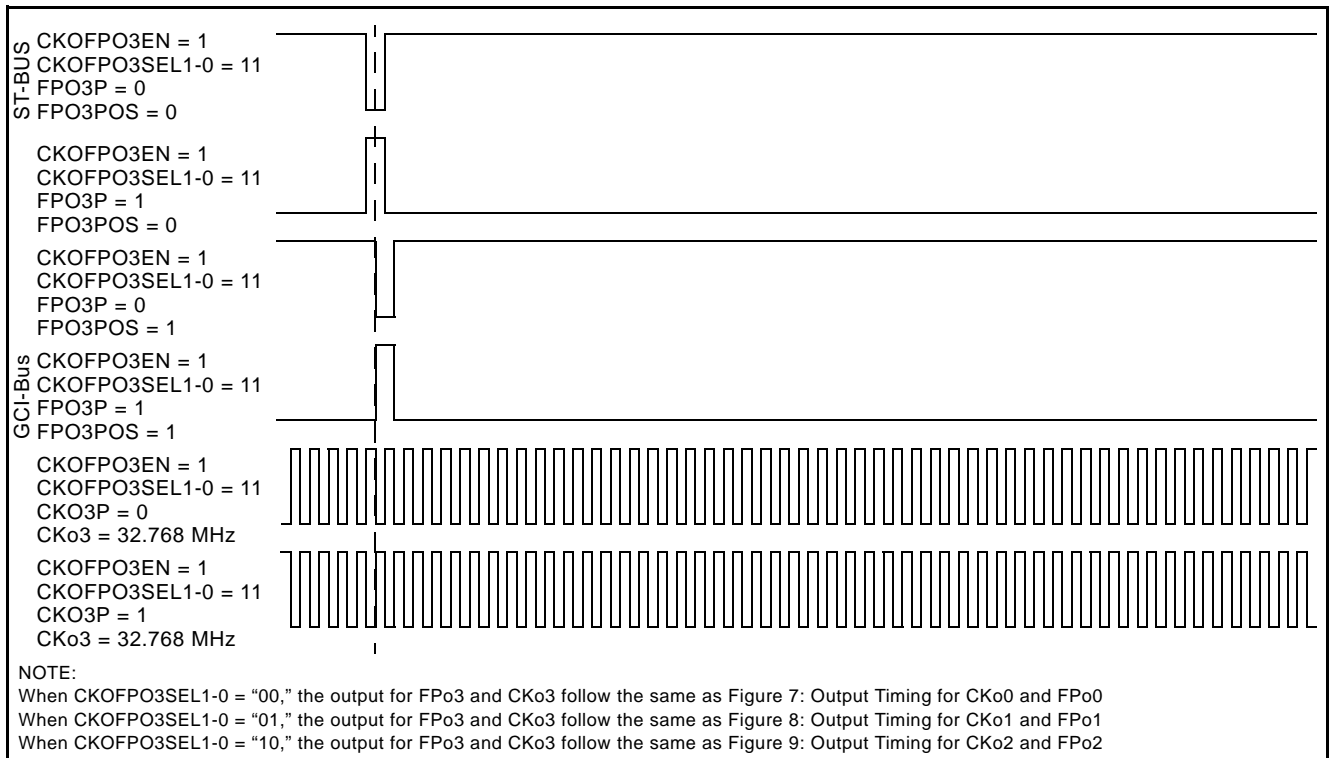 ST-BUS
CKOFPO3EN = 1
CKOFPO3SEL1-0 = 11
FPO3P = 0
FPO3POS = 0
CKOFPO3EN = 1
CKOFPO3SEL1-0 = 11
FPO3P = 1
FPO3POS = 0
CKOFPO3EN = 1
CKOFPO3SEL1-0 = 11
FPO3P = 0
FPO3POS = 1
GCI-Bus
CKOFPO3EN = 1
CKOFPO3SEL1-0 = 11
FPO3P = 1
FPO3POS = 1
CKOFPO3EN = 1
CKOFPO3SEL1-0 = 11
CKO3P = 0
CKo3 = 32.768 MHz
CKOFPO3EN = 1
CKOFPO3SEL1-0 = 11
CKO3P = 1
CKo3 = 32.768 MHz
NOTE:
When CKOFPO3SEL1-0 = “00,” the output for FPo3 and CKo3 follow the same as Figure 7: Output Timing for CKo0 and FPo0
When CKOFPO3SEL1-0 = “01,” the output for FPo3 and CKo3 follow the same as Figure 8: Output Timing for CKo1 and FPo1
When CKOFPO3SEL1-0 = “10,” the output for FPo3 and CKo3 follow the same as Figure 9: Output Timing for CKo2 and FPo2